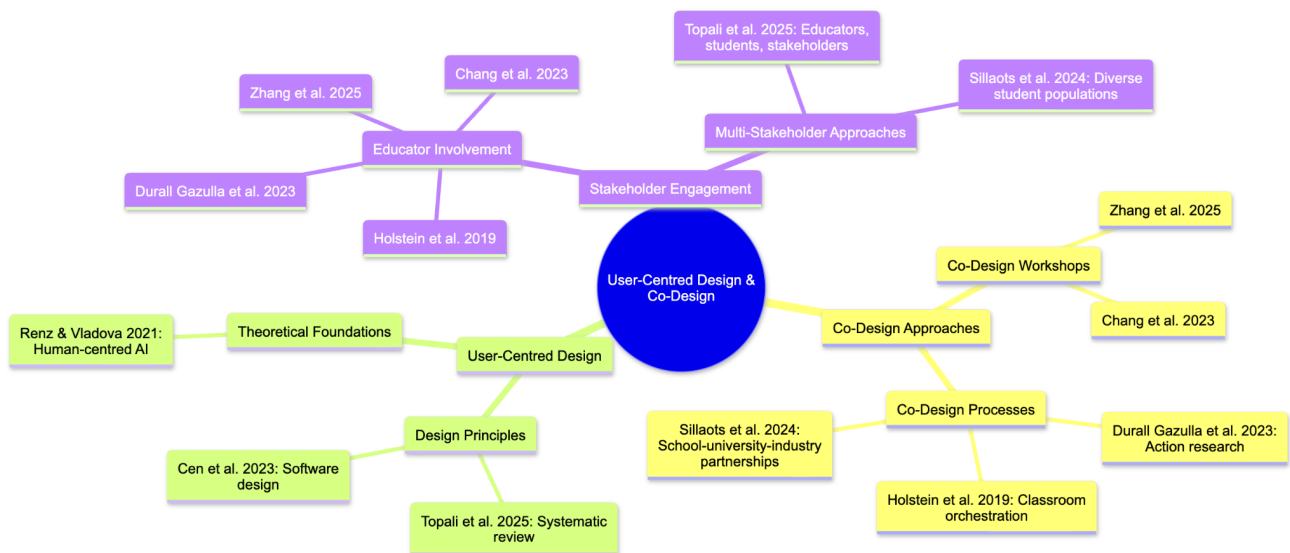 Topali et al. 2025: Educators,
students, stakeholders
Chang et al. 2023
Sillaots et al. 2024: Diverse
student populations
Zhang et al. 2025
Multi-Stakeholder Approaches
Educator Involvement
Durall Gazulla et al. 2023
Stakeholder Engagement
Holstein et al. 2019
Zhang et al. 2025
Co-Design Workshops
User-Centred Design &
Co-Design
Chang et al. 2023
Co-Design Approaches
Renz & Vladova 2021:
Human-centred AI
Theoretical Foundations
User-Centred Design
Co-Design Processes
Design Principles
Sillaots et al. 2024:
School-university-industry
partnerships
Durall Gazulla et al. 2023:
Action research
Cen et al. 2023: Software
design
Holstein et al. 2019: Classroom
orchestration
Topali et al. 2025: Systematic
review